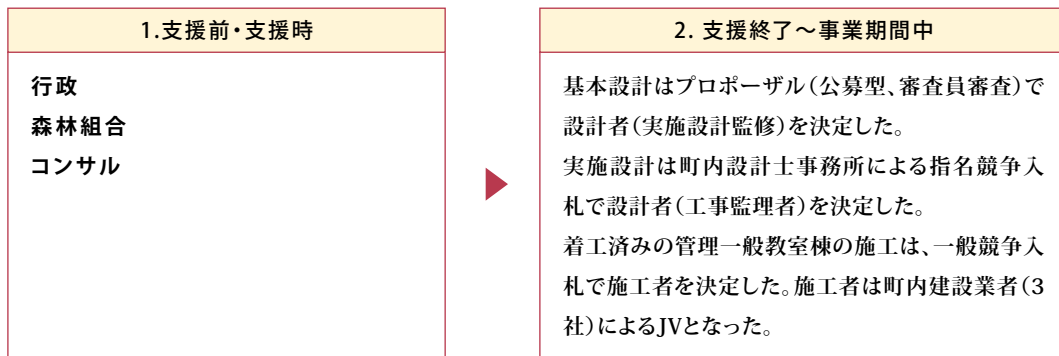 1.支援前・支援時
行政
森林組合
コンサル
2. 支援終了～事業期間中
基本設計はプロポーザル（公募型、審査員審査）で
設計者（実施設計監修）を決定した。
実施設計は町内設計士事務所による指名競争入
札で設計者（工事監理者）を決定した。
着工済みの管理一般教室棟の施工は、一般競争入
札で施工者を決定した。施工者は町内建設業者（3
社）によるJVとなった。